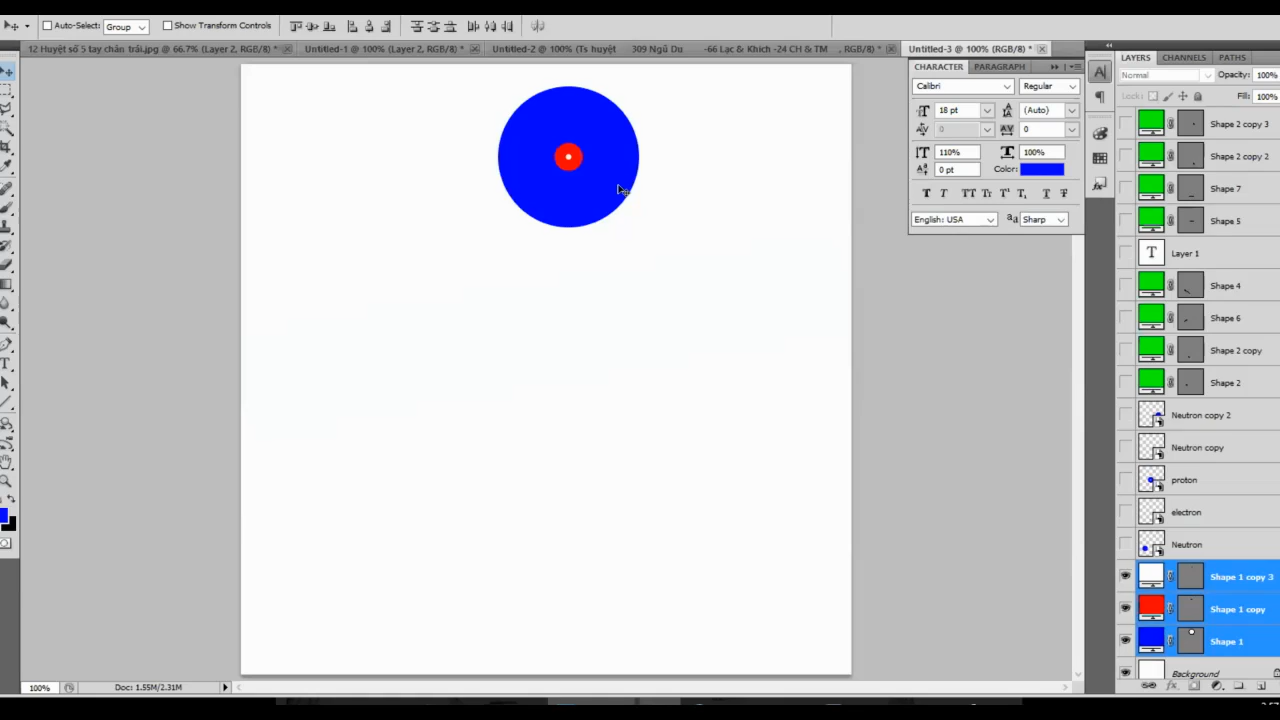 Auto-Select: Group Show Transform Controls
12 Huyệt số 5 tay chân trái.jpg @ 66.7% (Layer 2, RGB/8) * Untitled-1 @ 100% (Layer 2, RGB/8) * Untitled-2 @ 100% (Ts huyệt 309 Ngũ Du -66 Lạc & Khích -24 CH & TM , RGB/8) * Untitled-3 @ 100% (RGB/8) *
CHARACTER PARAGRAPH
Calibri Regular
18 pt (Auto)
0 0
110% 100%
0 pt Color:
T T TT Tr T¹ T, T T
English: USA aa Sharp
LAYERS CHANNELS PATHS
Normal Opacity: 100%
Lock: Fill: 100%
Shape 2 copy 3
Shape 2 copy 2
Shape 7
Shape 5
T Layer 1
Shape 4
Shape 6
Shape 2 copy
Shape 2
Neutron copy 2
Neutron copy
proton
electron
Neutron
Shape 1 copy 3
Shape 1 copy
Shape 1
Background
100% Doc: 1.55M/2.31M